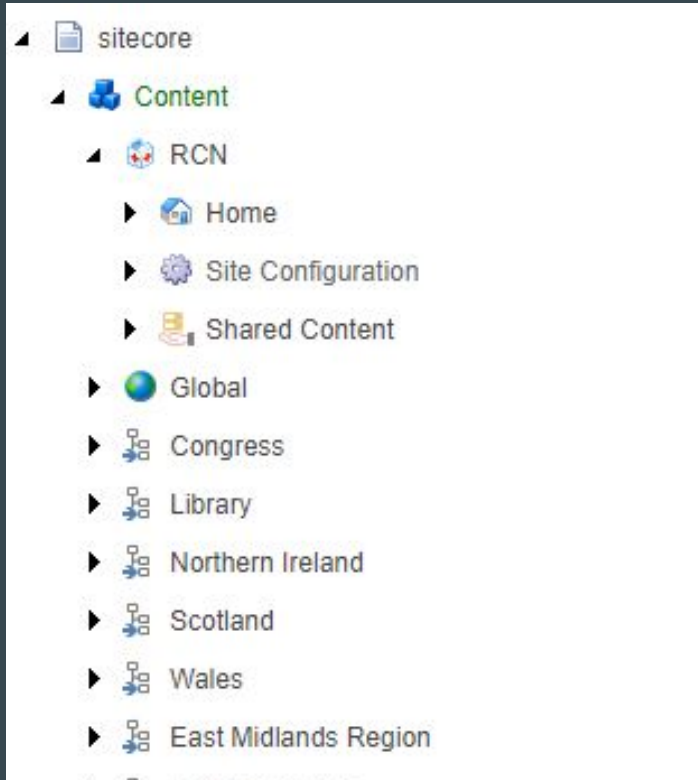 sitecore
Content
RCN
Home
Site Configuration
Shared Content
Global
Congress
Library
Northern Ireland
Scotland
Wales
East Midlands Region